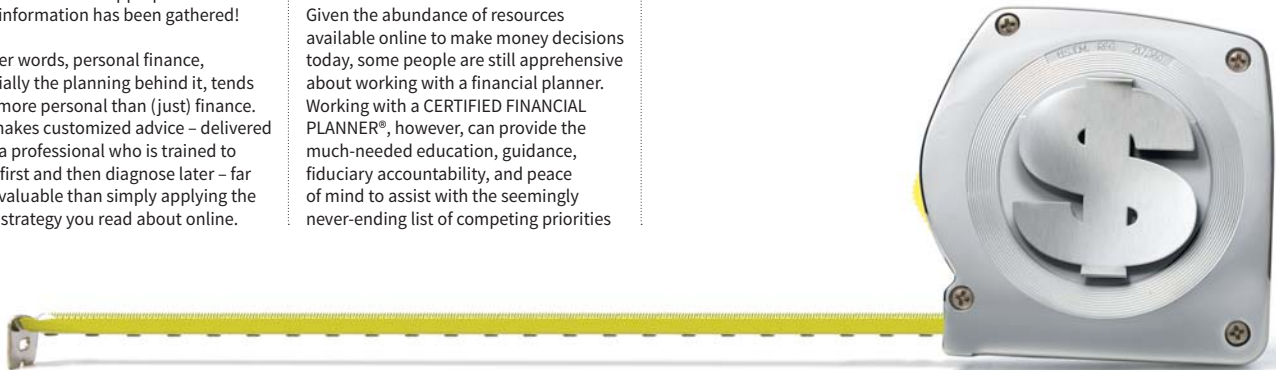 information has been gathered!
er words, personal finance,
ially the planning behind it, tends
more personal than (just) finance.
makes customized advice – delivered
a professional who is trained to
first and then diagnose later – far
valuable than simply applying the
strategy you read about online.
Given the abundance of resources
available online to make money decisions
today, some people are still apprehensive
about working with a financial planner.
Working with a CERTIFIED FINANCIAL
PLANNER®, however, can provide the
much-needed education, guidance,
fiduciary accountability, and peace
of mind to assist with the seemingly
never-ending list of competing priorities
$